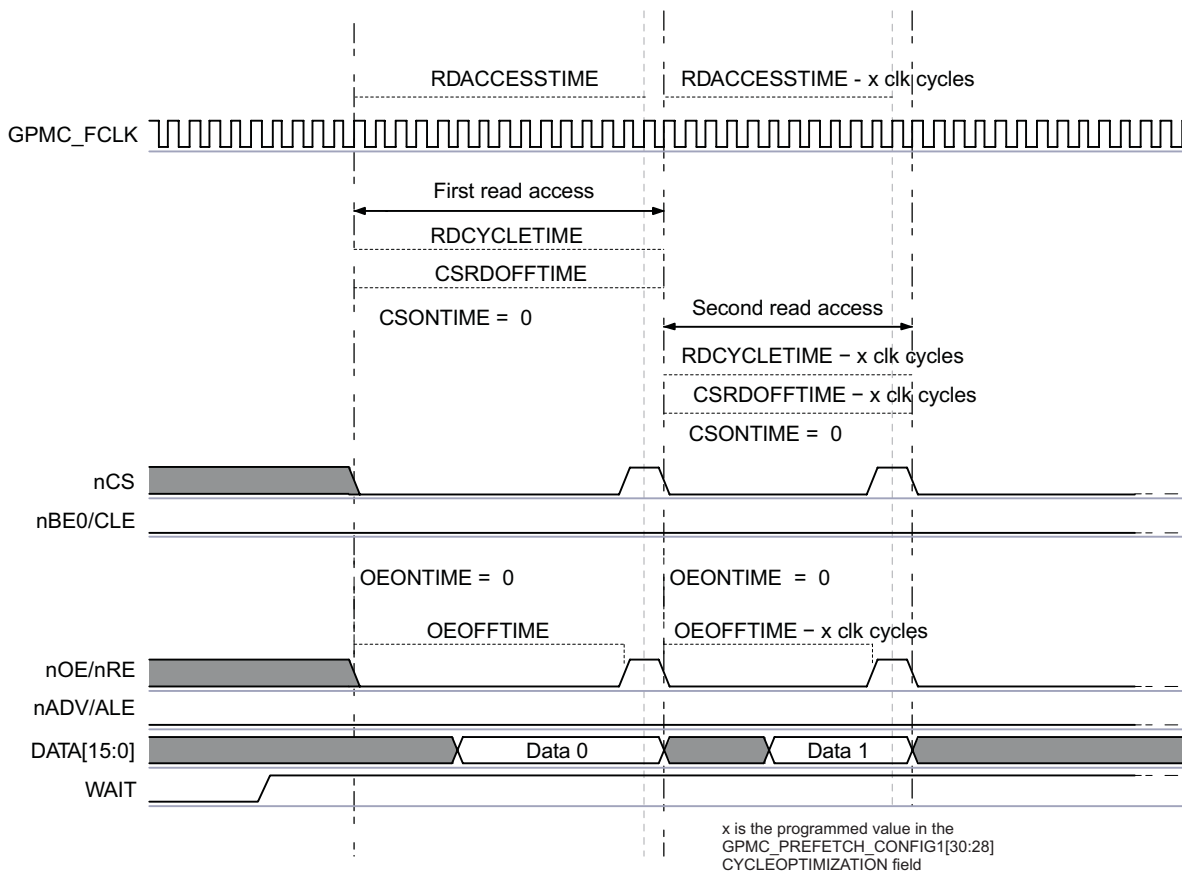 RDACCESSTIME
RDACCESSTIME - x clk cycles
GPMC_FCLK
First read access
RDCYCLETIME
CSRDOFFTIME
CSONTIME = 0
Second read access
RDCYCLETIME − x clk cycles
CSRDOFFTIME − x clk cycles
CSONTIME = 0
nCS
nBE0/CLE
OEONTIME = 0
OEONTIME = 0
OEOFFTIME
OEOFFTIME − x clk cycles
nOE/nRE
nADV/ALE
DATA[15:0]
Data 0
Data 1
WAIT
x is the programmed value in the
GPMC_PREFETCH_CONFIG1[30:28]
CYCLEOPTIMIZATION field